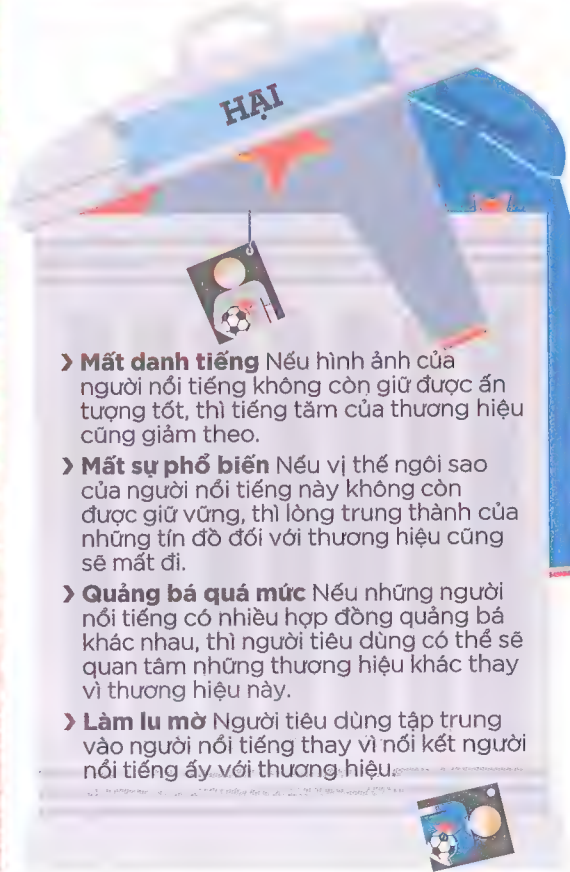 HẠI
❯ Mất danh tiếng Nếu hình ảnh của
người nổi tiếng không còn giữ được ấn
tượng tốt, thì tiếng tăm của thương hiệu
cũng giảm theo.
❯ Mất sự phổ biến Nếu vị thế ngôi sao
của người nổi tiếng này không còn
được giữ vững, thì lòng trung thành của
những tín đồ đối với thương hiệu cũng
sẽ mất đi.
❯ Quảng bá quá mức Nếu những người
nổi tiếng có nhiều hợp đồng quảng bá
khác nhau, thì người tiêu dùng có thể sẽ
quan tâm những thương hiệu khác thay
vì thương hiệu này.
❯ Làm lu mờ Người tiêu dùng tập trung
vào người nổi tiếng thay vì nối kết người
nổi tiếng ấy với thương hiệu.